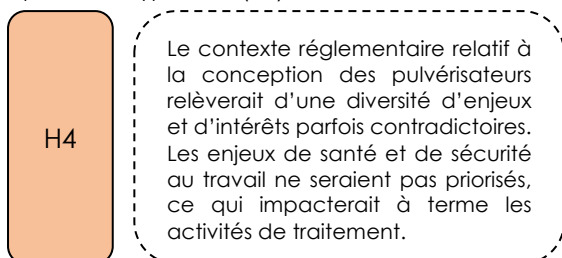 H4
Le contexte réglementaire relatif à
la conception des pulvérisateurs
relèverait d’une diversité d’enjeux
et d’intérêts parfois contradictoires.
Les enjeux de santé et de sécurité
au travail ne seraient pas priorisés,
ce qui impacterait à terme les
activités de traitement.